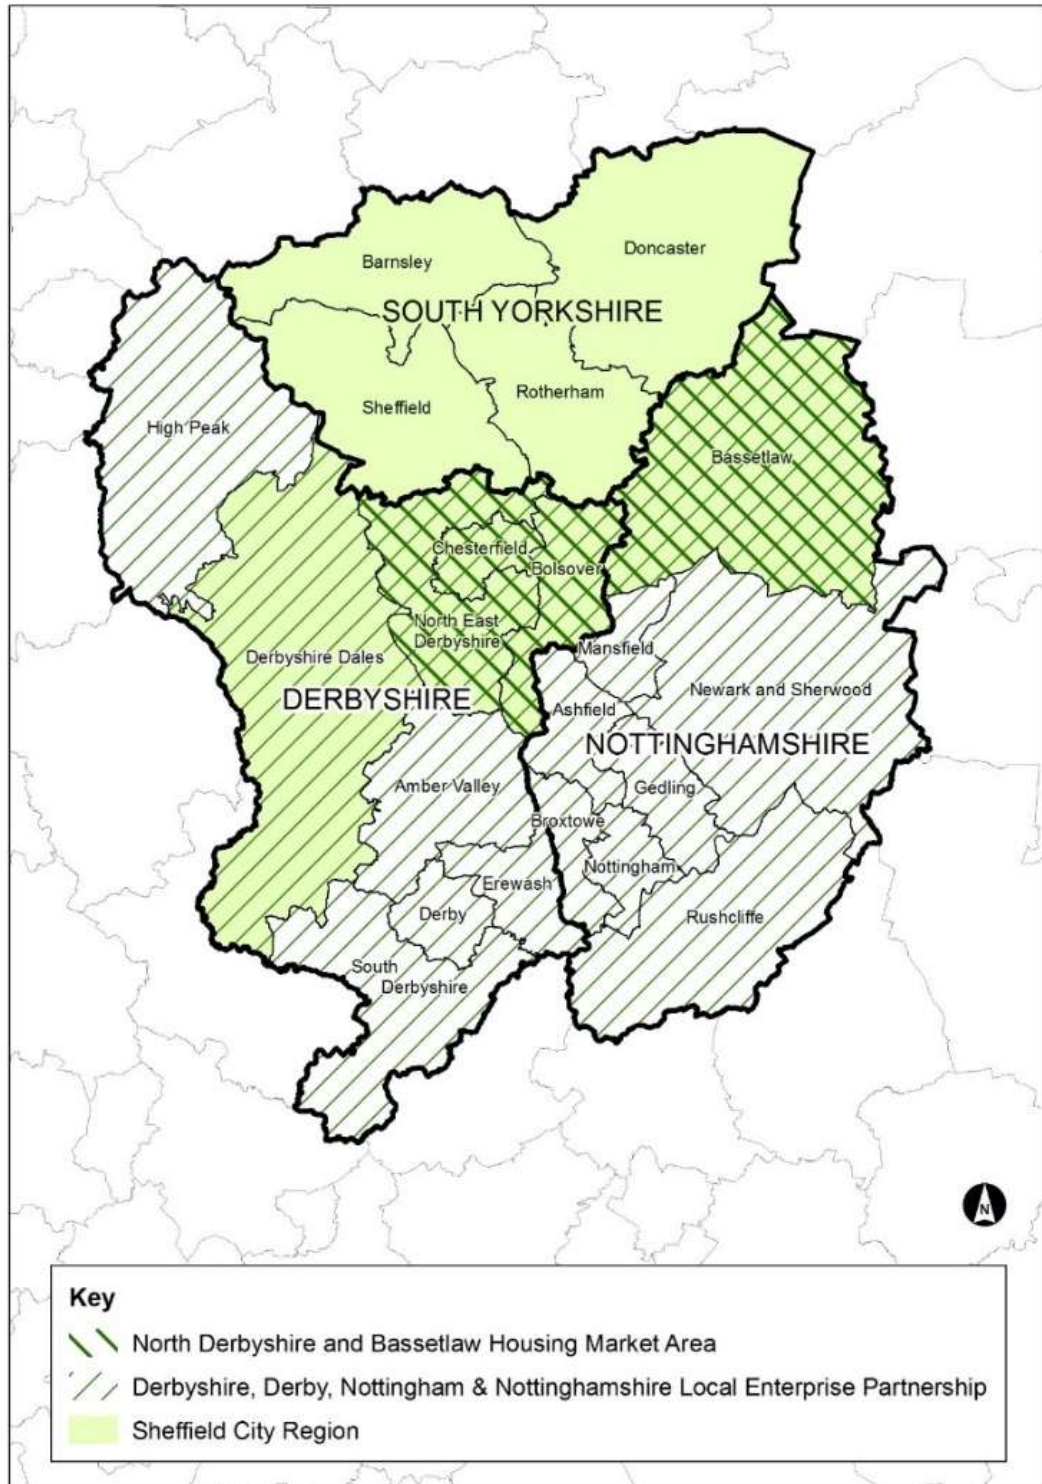 Doncaster
Barnsley
SOUTH YORKSHIRE
Rotherham
Sheffield
High Peak
Bassetlaw
Chesterfield
Bolsover
North East
Derbyshire
Mansfield
Derbyshire Dales
Newark and Sherwood
DERBYSHIRE
Ashfield
NOTTINGHAMSHIRE
Amber Valley
Gedling
Broxtowe
Nottingham
Erewash
Derby
Rushcliffe
South
Derbyshire
N
Key
North Derbyshire and Bassetlaw Housing Market Area
Derbyshire, Derby, Nottingham & Nottinghamshire Local Enterprise Partnership
Sheffield City Region